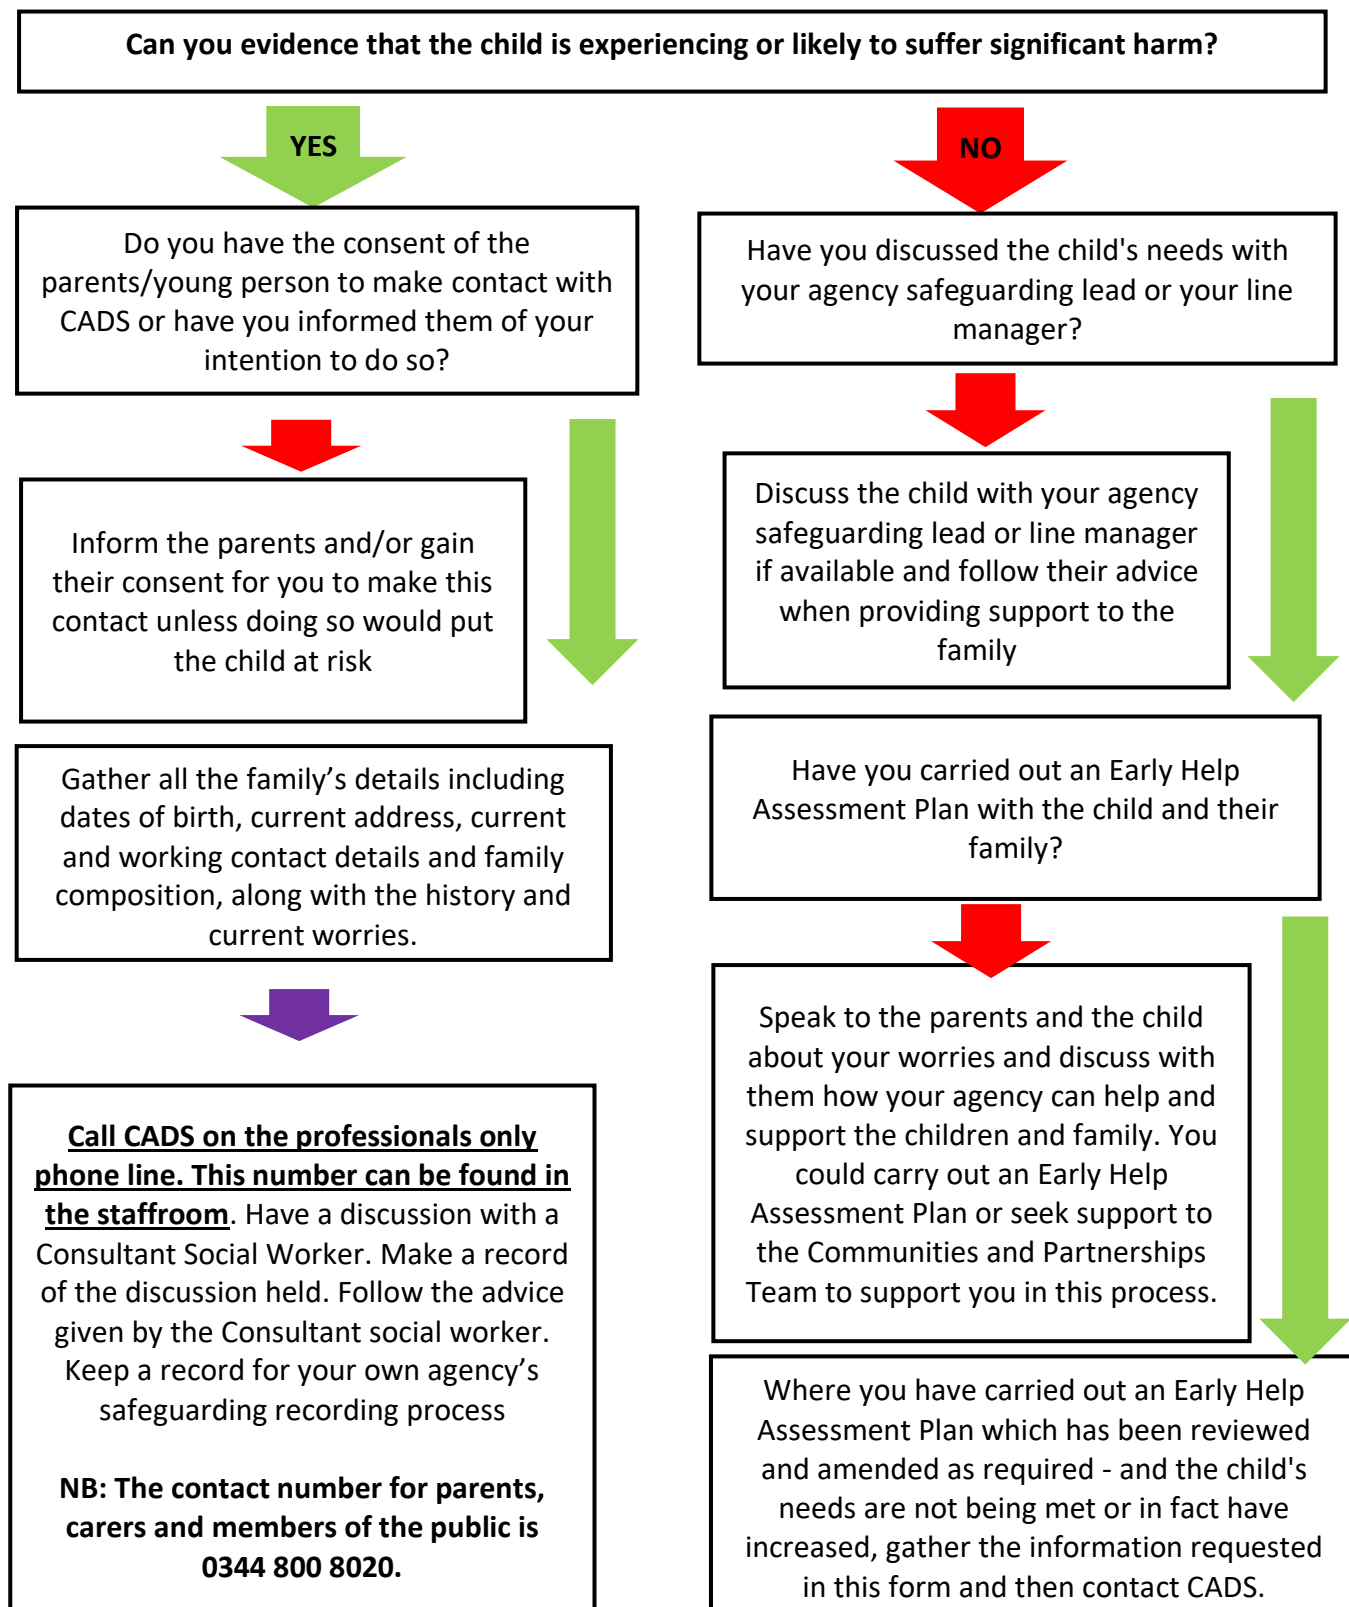 Can you evidence that the child is experiencing or likely to suffer significant harm?
YES
NO
Do you have the consent of the
parents/young person to make contact with
CADS or have you informed them of your
intention to do so?
Inform the parents and/or gain
their consent for you to make this
contact unless doing so would put
the child at risk
Gather all the family’s details including
dates of birth, current address, current
and working contact details and family
composition, along with the history and
current worries.
Call CADS on the professionals only
phone line. This number can be found in
the staffroom. Have a discussion with a
Consultant Social Worker. Make a record
of the discussion held. Follow the advice
given by the Consultant social worker.
Keep a record for your own agency’s
safeguarding recording process
NB: The contact number for parents,
carers and members of the public is
0344 800 8020.
Have you discussed the child's needs with
your agency safeguarding lead or your line
manager?
Discuss the child with your agency
safeguarding lead or line manager
if available and follow their advice
when providing support to the
family
Have you carried out an Early Help
Assessment Plan with the child and their
family?
Speak to the parents and the child
about your worries and discuss with
them how your agency can help and
support the children and family. You
could carry out an Early Help
Assessment Plan or seek support to
the Communities and Partnerships
Team to support you in this process.
Where you have carried out an Early Help
Assessment Plan which has been reviewed
and amended as required - and the child's
needs are not being met or in fact have
increased, gather the information requested
in this form and then contact CADS.